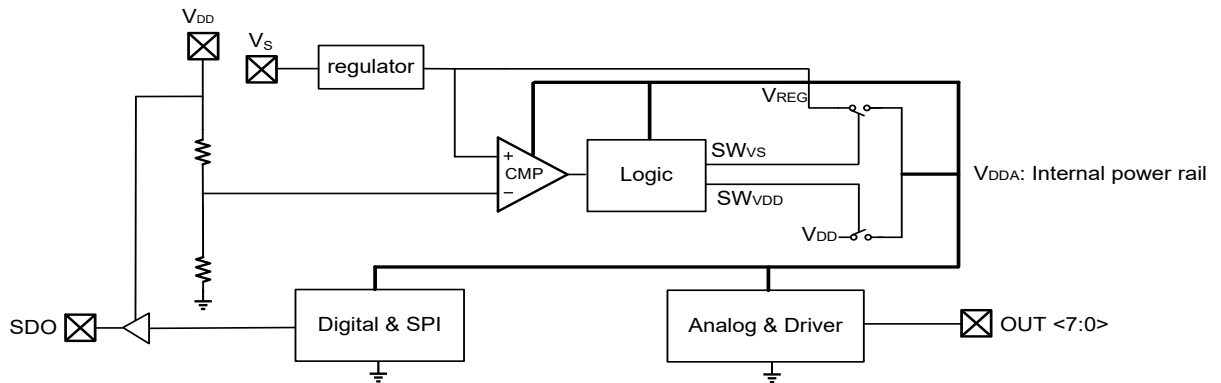 VDD
VS
regulator
VREG
+
CMP
−
Logic
SWVS
SWVDD
VDDA: Internal power rail
VDD
SDO
Digital & SPI
Analog & Driver
OUT <7:0>